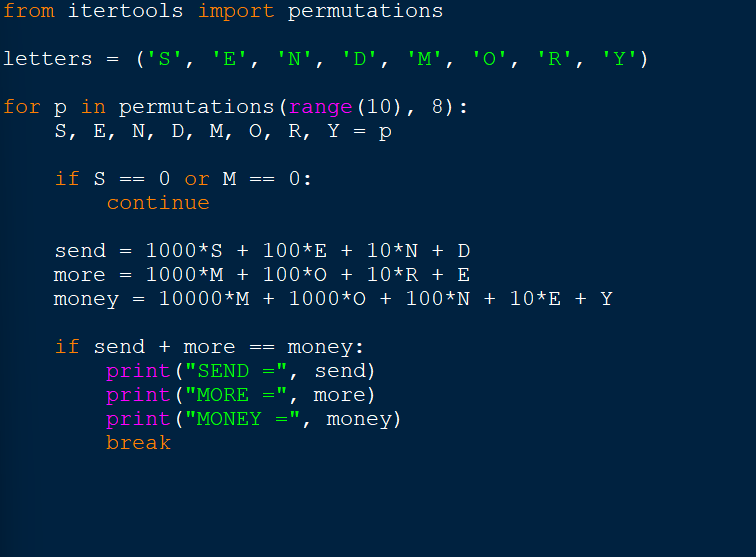 from itertools import permutations
letters = ('S', 'E', 'N', 'D', 'M', 'O', 'R', 'Y')
for p in permutations(range(10), 8):
    S, E, N, D, M, O, R, Y = p
    if S == 0 or M == 0:
        continue
    send = 1000*S + 100*E + 10*N + D
    more = 1000*M + 100*O + 10*R + E
    money = 10000*M + 1000*O + 100*N + 10*E + Y
    if send + more == money:
        print("SEND =", send)
        print("MORE =", more)
        print("MONEY =", money)
        break